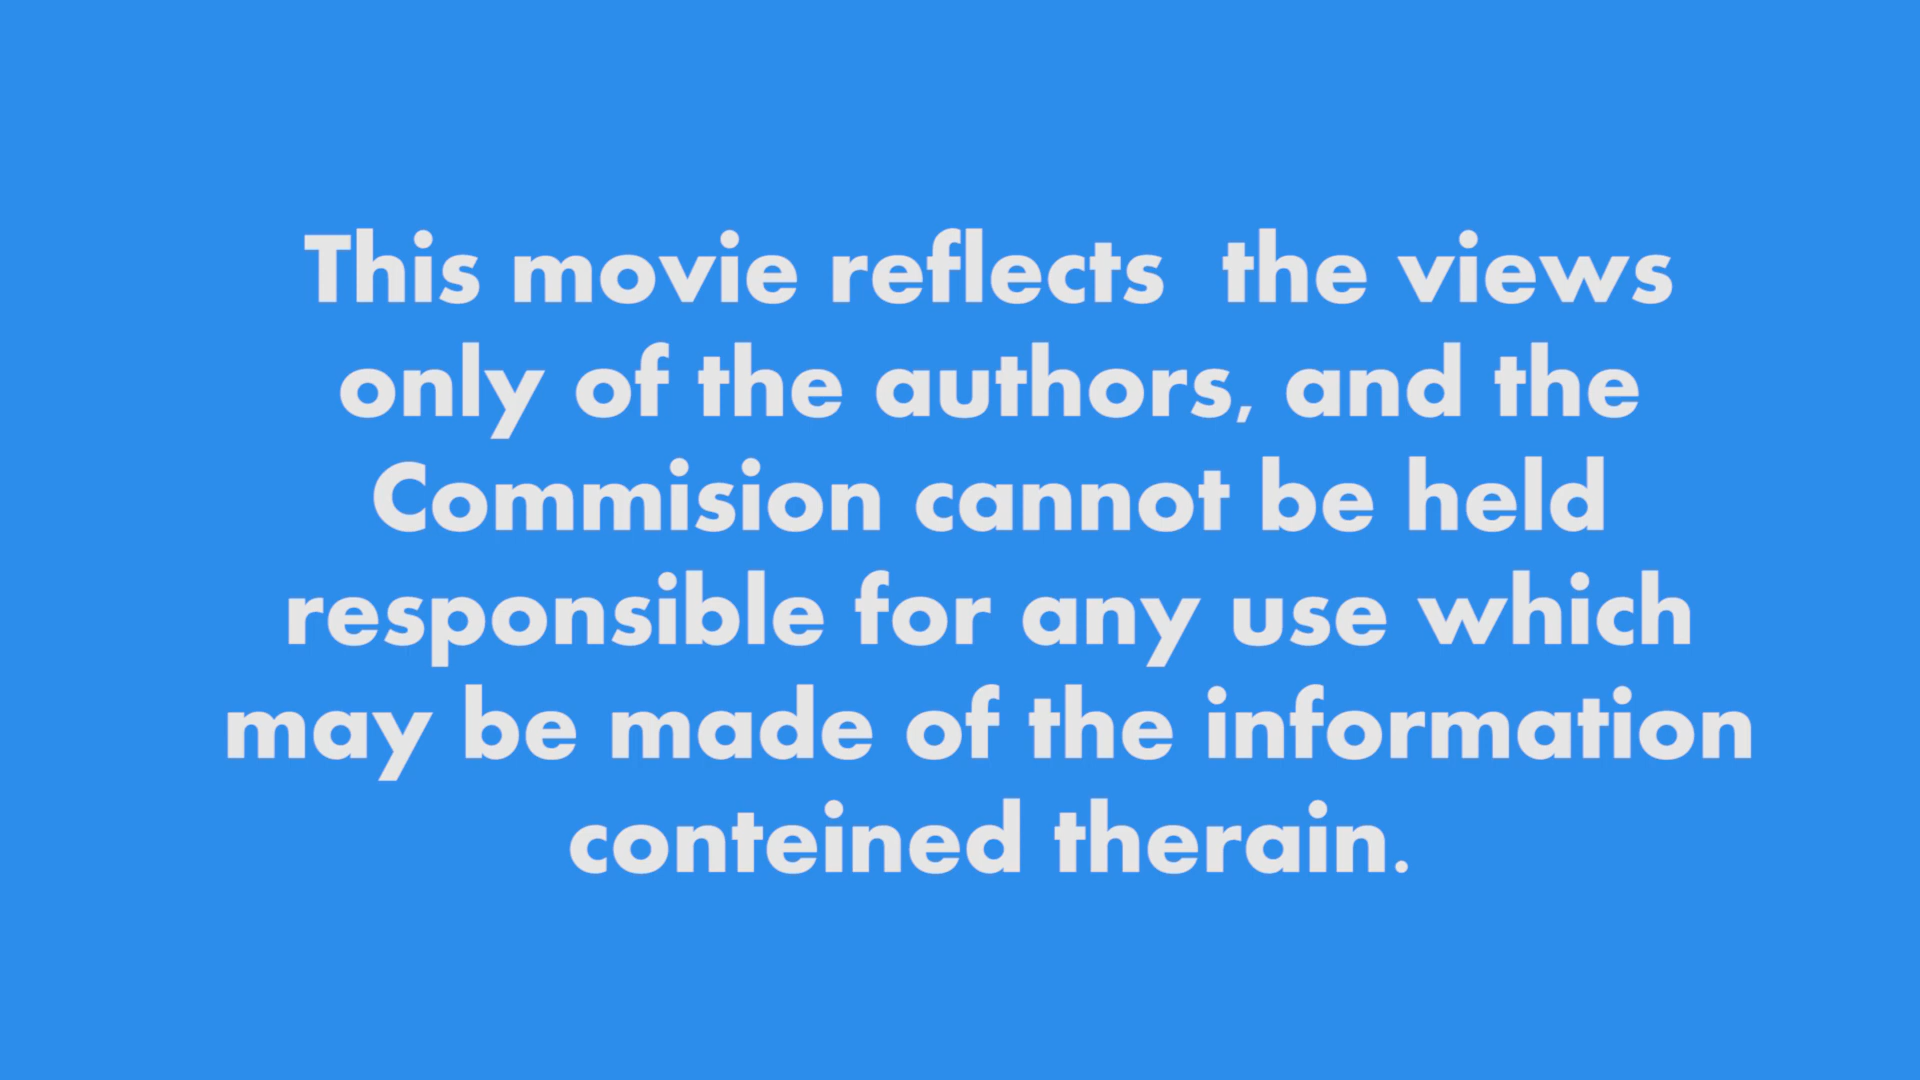 This movie reflects  the views
only of the authors, and the
Commision cannot be held
responsible for any use which
may be made of the information
conteined therain.